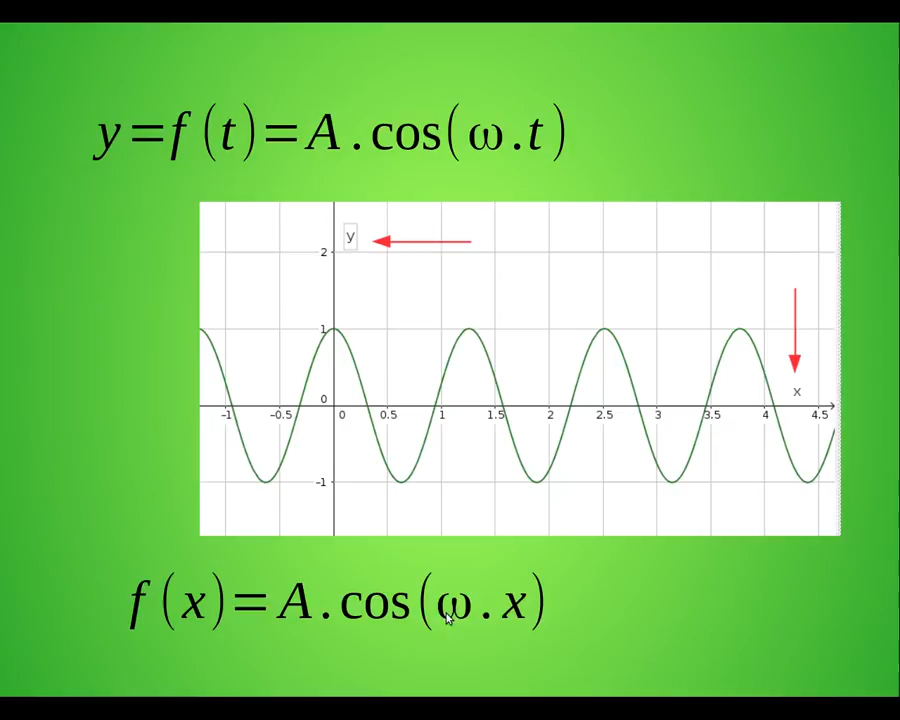 y=f(t)=A.cos(ω.t)
y
2
1
x
0
-1 -0.5 0 0.5 1 1.5 2 2.5 3 3.5 4 4.5
-1
f(x)=A.cos(ω.x)